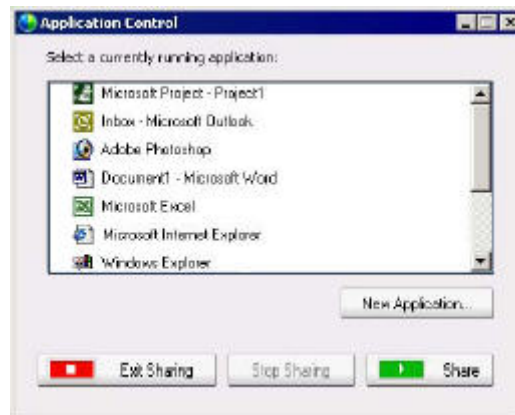 Application Control
Select a currently running application:
Microsoft Project - Project1
Inbox - Microsoft Outlook
Adobe Photoshop
Document1 - Microsoft Word
Microsoft Excel
Microsoft Internet Explorer
Windows Explorer
New Application...
Exit Sharing
Stop Sharing
Share